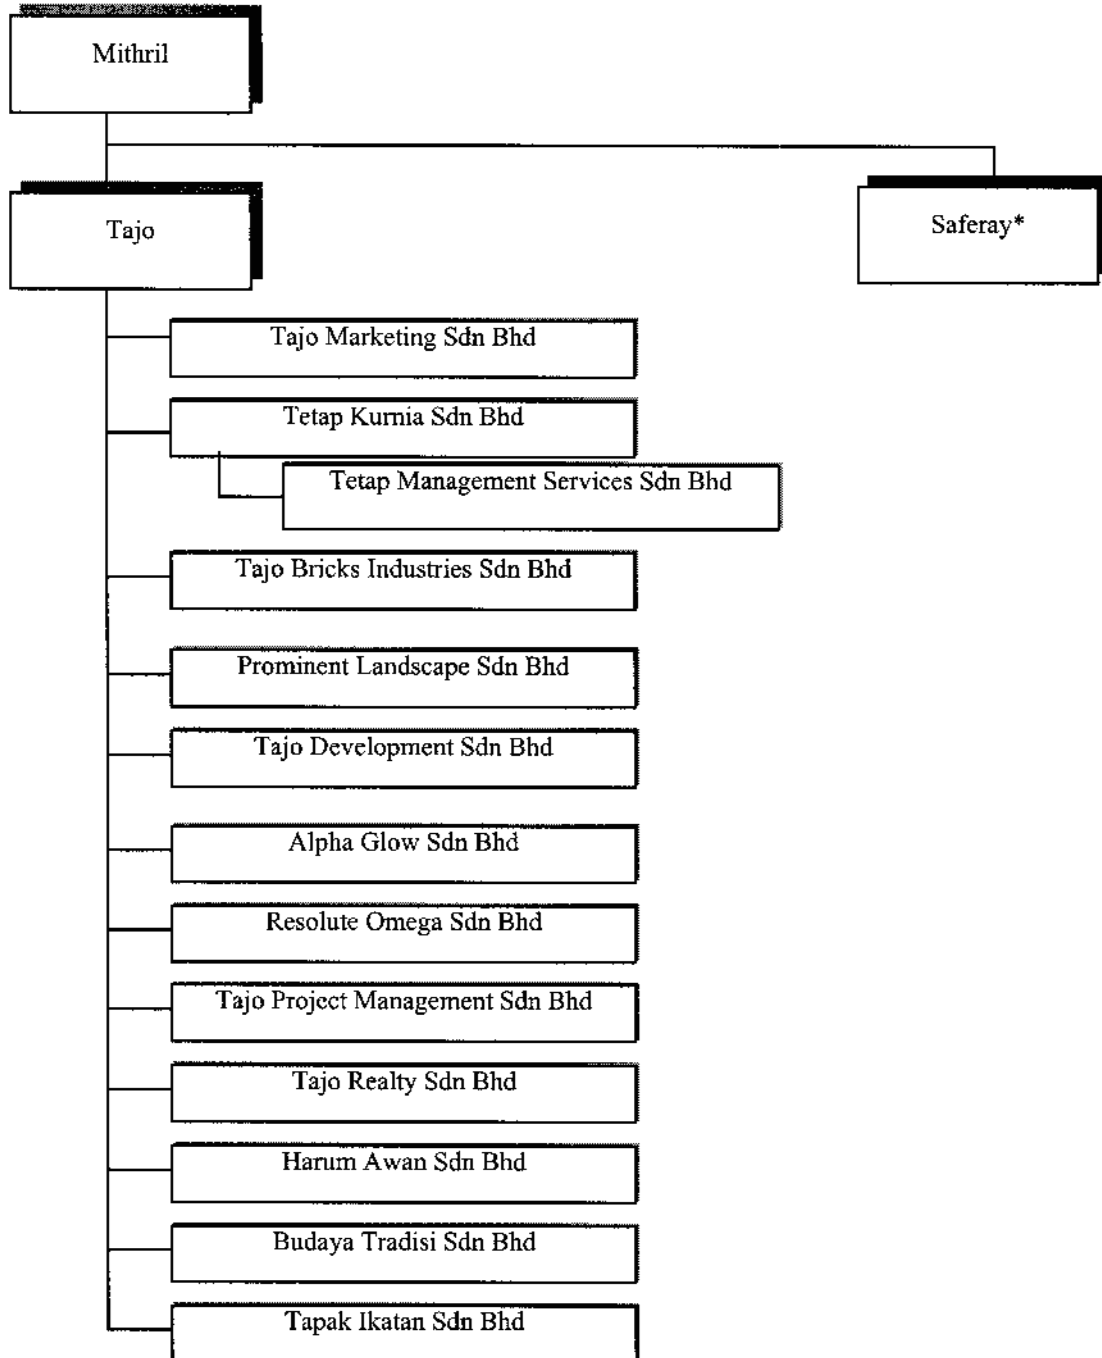 Mithril
Tajo
Saferay*
Tajo Marketing Sdn Bhd
Tetap Kurnia Sdn Bhd
Tetap Management Services Sdn Bhd
Tajo Bricks Industries Sdn Bhd
Prominent Landscape Sdn Bhd
Tajo Development Sdn Bhd
Alpha Glow Sdn Bhd
Resolute Omega Sdn Bhd
Tajo Project Management Sdn Bhd
Tajo Realty Sdn Bhd
Harum Awan Sdn Bhd
Budaya Tradisi Sdn Bhd
Tapak Ikatan Sdn Bhd